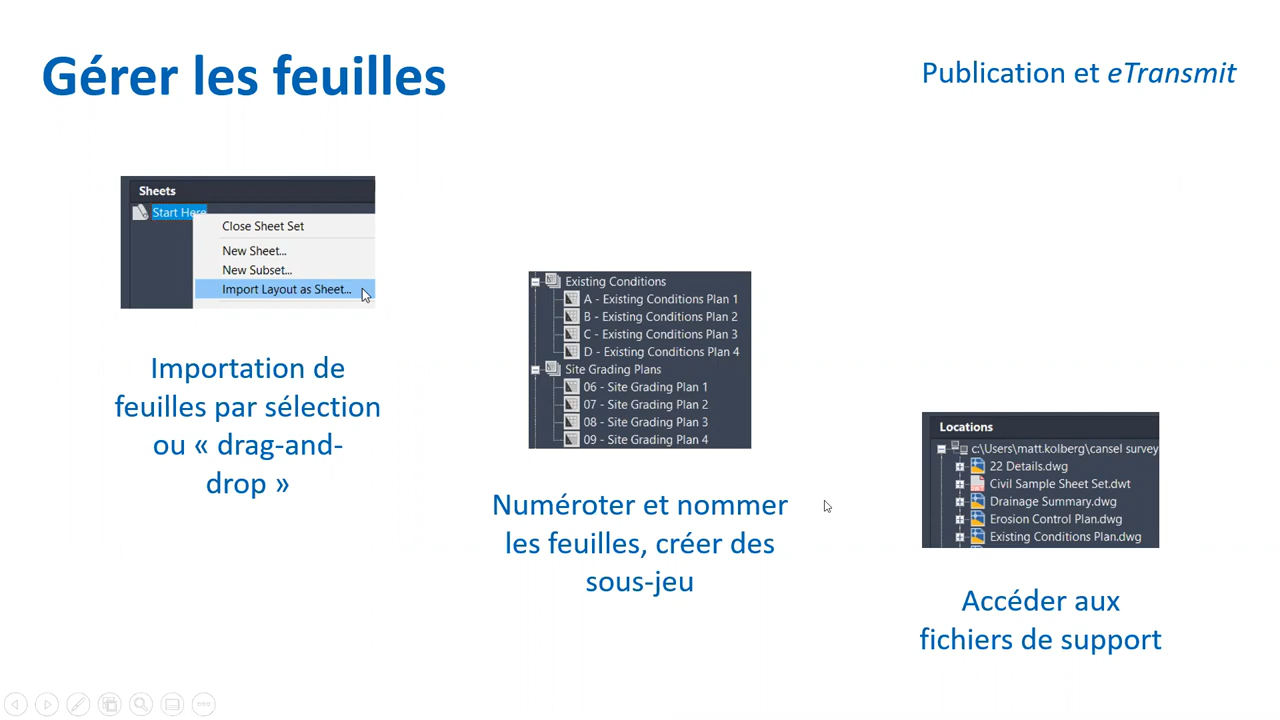 Gérer les feuilles
Publication et eTransmit
Sheets
Start Here
Close Sheet Set
New Sheet...
New Subset...
Import Layout as Sheet...
Importation de
feuilles par sélection
ou « drag-and-
drop »
Existing Conditions
A - Existing Conditions Plan 1
B - Existing Conditions Plan 2
C - Existing Conditions Plan 3
D - Existing Conditions Plan 4
Site Grading Plans
06 - Site Grading Plan 1
07 - Site Grading Plan 2
08 - Site Grading Plan 3
09 - Site Grading Plan 4
Numéroter et nommer
les feuilles, créer des
sous-jeu
Locations
c:\Users\matt.kolberg\cansel survey
22 Details.dwg
Civil Sample Sheet Set.dwt
Drainage Summary.dwg
Erosion Control Plan.dwg
Existing Conditions Plan.dwg
Accéder aux
fichiers de support